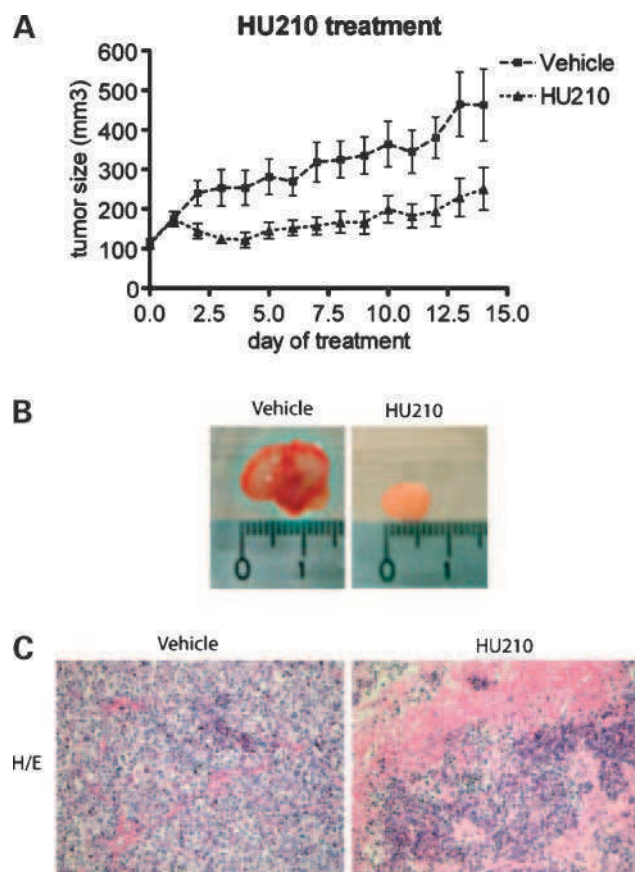 A
HU210 treatment
600
500
400
300
200
100
0
tumor size (mm3)
0.0 2.5 5.0 7.5 10.0 12.5 15.0
day of treatment
Vehicle
HU210
B
Vehicle HU210
0 1 0 1
C
Vehicle HU210
H/E